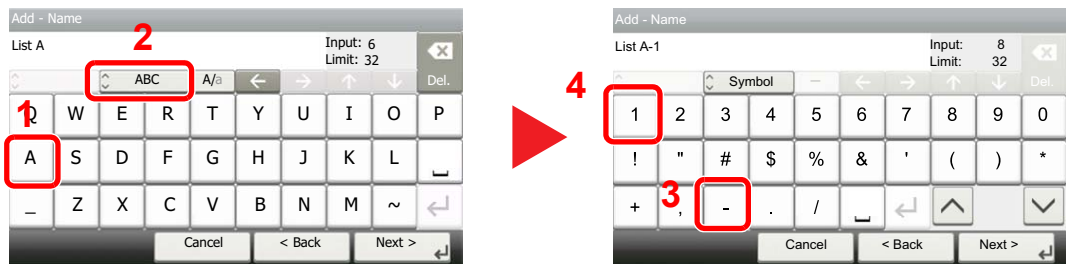 Add - Name
List A
Input: 6
Limit: 32
2
ABC A/a Del.
1
Q W E R T Y U I O P
A S D F G H J K L
_ Z X C V B N M ~
Cancel < Back Next >
Add - Name
List A-1
Input: 8
Limit: 32
4
Symbol Del.
1 2 3 4 5 6 7 8 9 0
! " # $ % & ' ( ) *
3
+ , - . /
Cancel < Back Next >